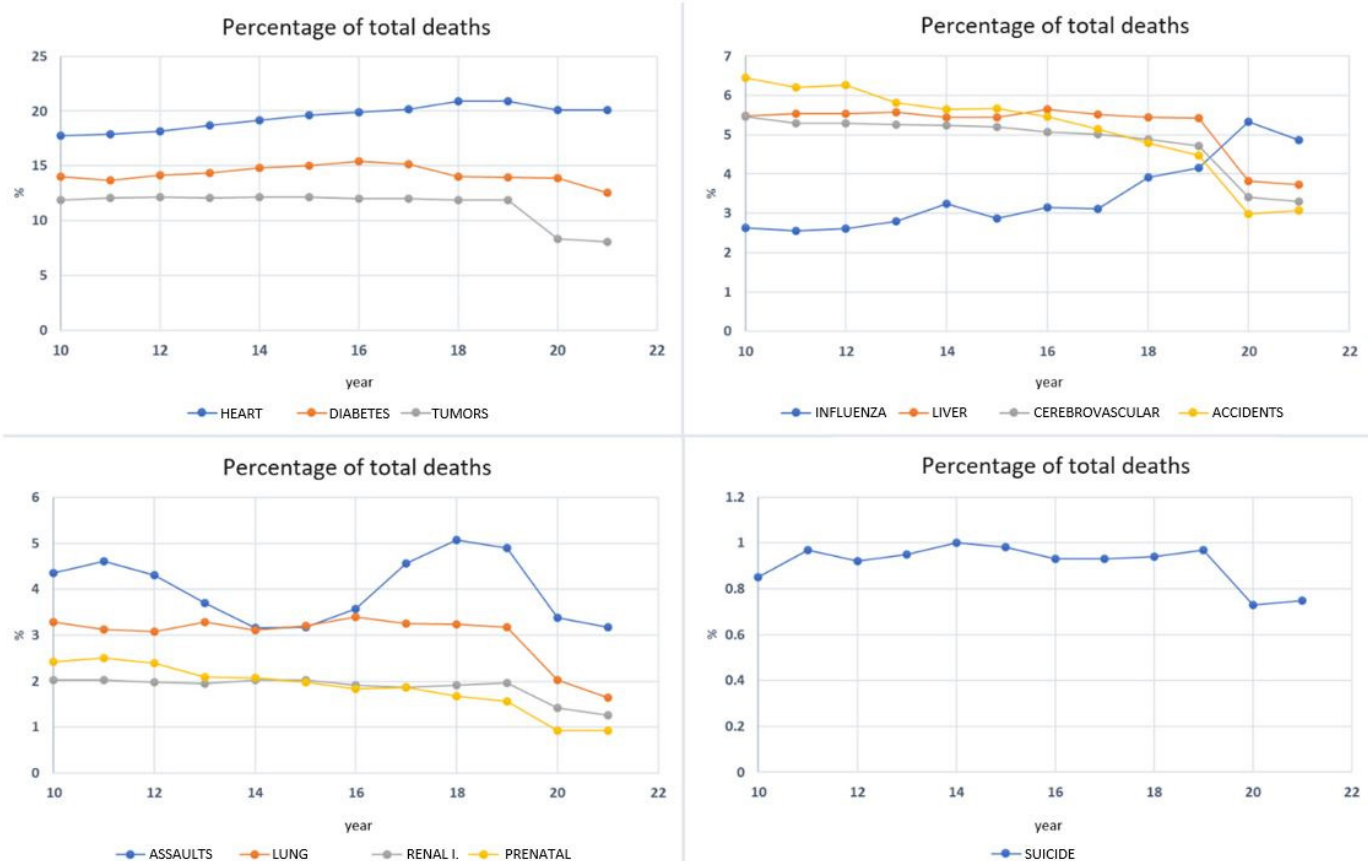 Percentage of total deaths
25
20
15
%
10
5
0
10 12 14 16 18 20 22
year
HEART DIABETES TUMORS
Percentage of total deaths
7
6
5
4
%
3
2
1
0
10 12 14 16 18 20 22
year
INFLUENZA LIVER CEREBROVASCULAR ACCIDENTS
Percentage of total deaths
6
5
4
3
%
2
1
0
10 12 14 16 18 20 22
year
ASSAULTS LUNG RENAL I. PRENATAL
Percentage of total deaths
1.2
1
0.8
%
0.6
0.4
0.2
0
10 12 14 16 18 20 22
year
SUICIDE